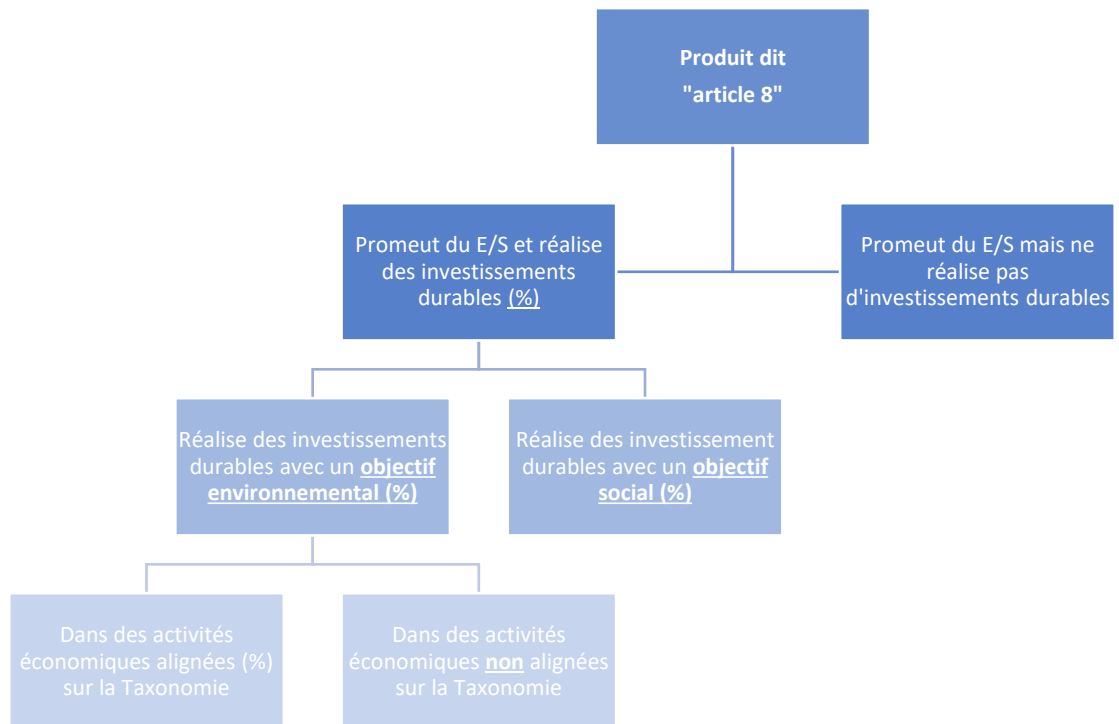 Produit dit
"article 8"
Promeut du E/S et réalise
des investissements
durables (%)
Promeut du E/S mais ne
réalise pas
d'investissements durables
Réalise des investissements
durables avec un objectif
environnemental (%)
Réalise des investissement
durables avec un objectif
social (%)
Dans des activités
économiques alignées (%)
sur la Taxonomie
Dans des activités
économiques non alignées
sur la Taxonomie